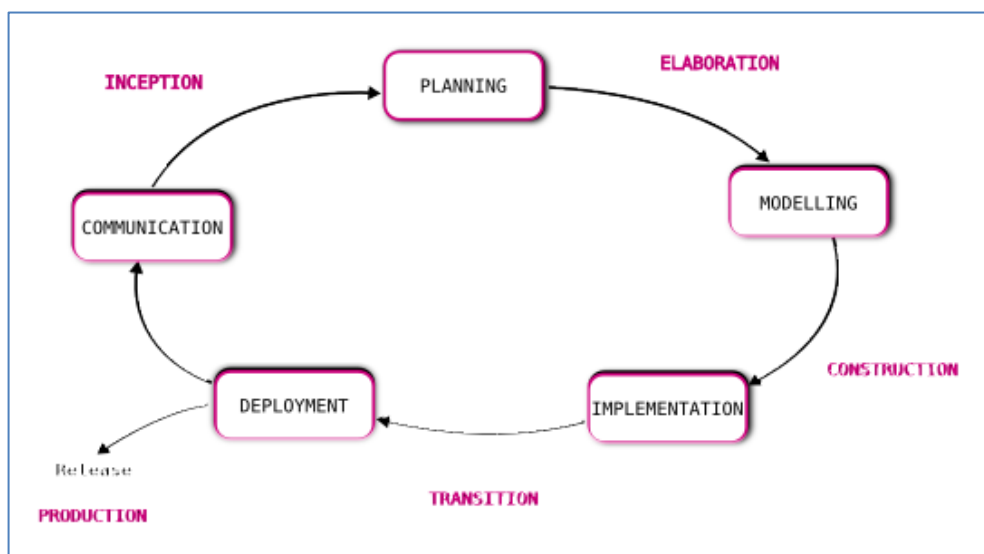 PLANNING
ELABORATION
INCEPTION
MODELLING
COMMUNICATION
CONSTRUCTION
DEPLOYMENT
IMPLEMENTATION
Release
TRANSITION
PRODUCTION